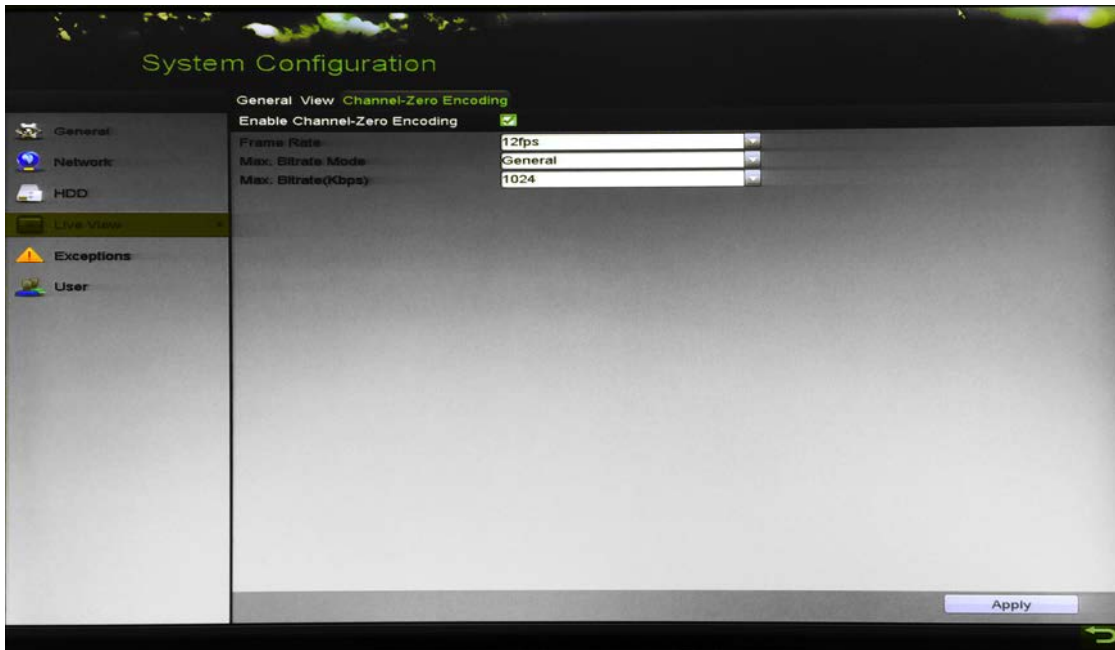 System Configuration
General View Channel-Zero Encoding
Enable Channel-Zero Encoding
Frame Rate 12fps
Max. Bitrate Mode General
Max. Bitrate(Kbps) 1024
General
Network
HDD
Live View
Exceptions
User
Apply